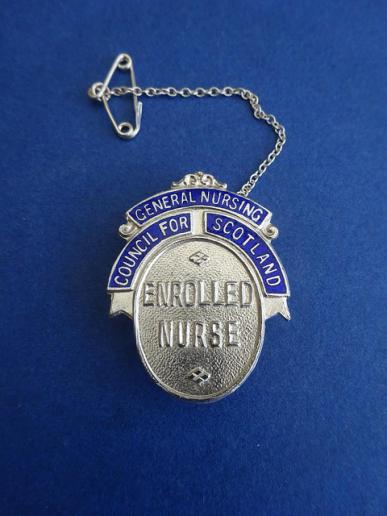 GENERAL NURSING
COUNCIL FOR SCOTLAND
ENROLLED
NURSE